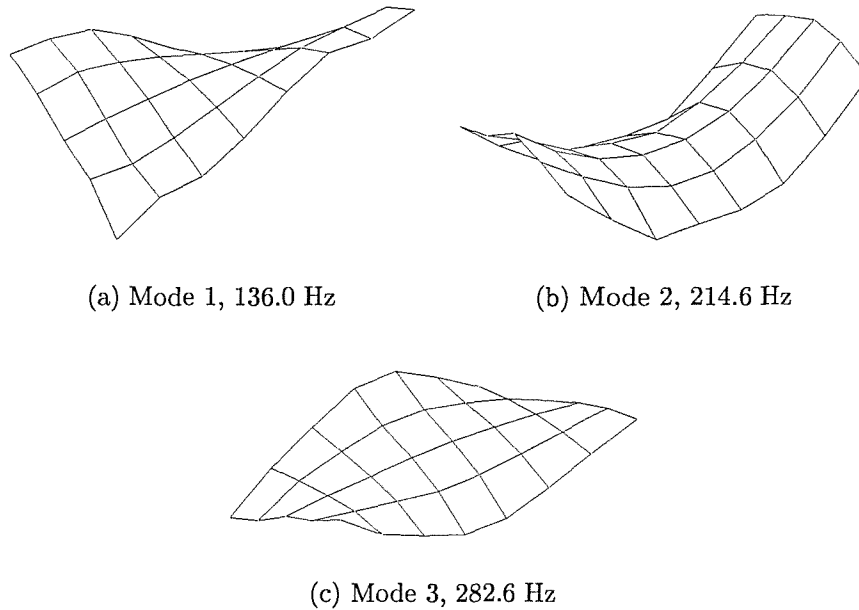 (a) Mode 1, 136.0 Hz
(b) Mode 2, 214.6 Hz
(c) Mode 3, 282.6 Hz